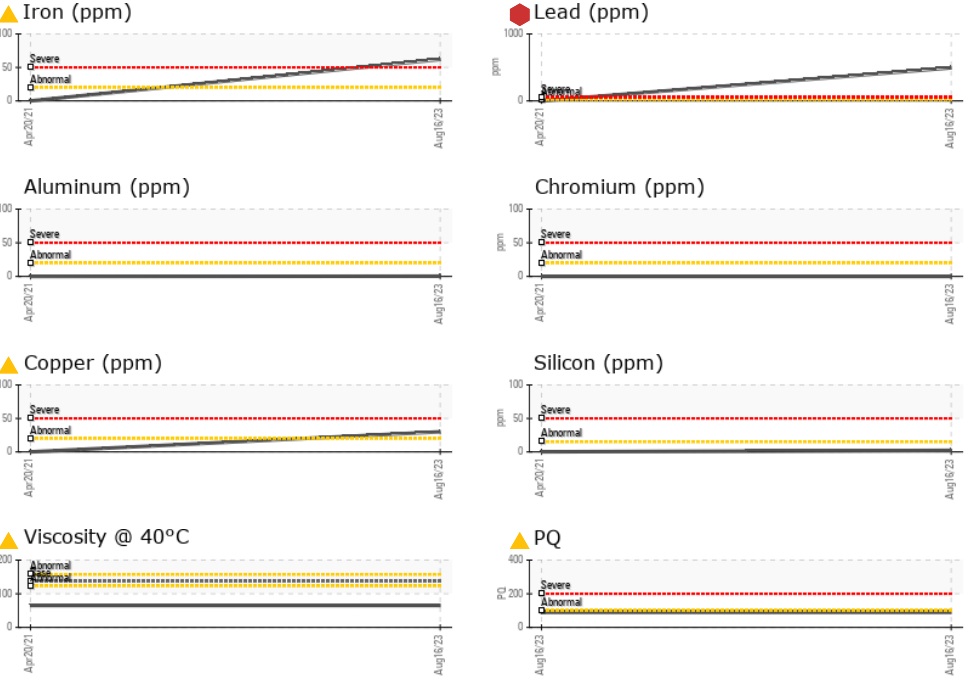 Iron (ppm)
100
Severe
50
Abnormal
0
Apr20/21
Aug16/23
Lead (ppm)
1000
ppm
Severe
Abnormal
0
Apr20/21
Aug16/23
Aluminum (ppm)
100
Severe
50
Abnormal
0
Apr20/21
Aug16/23
Chromium (ppm)
100
ppm
Severe
50
Abnormal
0
Apr20/21
Aug16/23
Copper (ppm)
100
Severe
50
Abnormal
0
Apr20/21
Aug16/23
Silicon (ppm)
100
ppm
Severe
50
Abnormal
0
Apr20/21
Aug16/23
Viscosity @ 40°C
200
Abnormal
Base
Abnormal
100
0
Apr20/21
Aug16/23
PQ
400
PQ
Severe
200
Abnormal
0
Aug16/23
Aug16/23